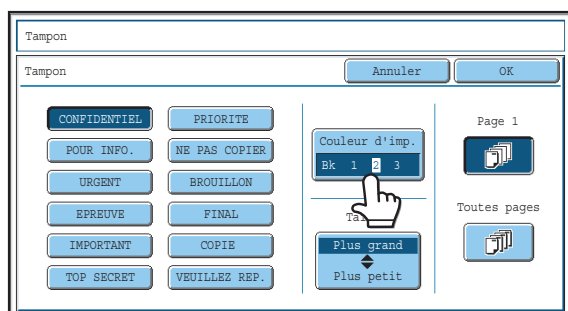 Tampon
Tampon
Annuler
OK
CONFIDENTIEL
PRIORITE
POUR INFO.
NE PAS COPIER
URGENT
BROUILLON
EPREUVE
FINAL
IMPORTANT
COPIE
TOP SECRET
VEUILLEZ REP.
Couleur d'imp.
Bk 1 2 3
Plus grand
Plus petit
Page 1
Toutes pages